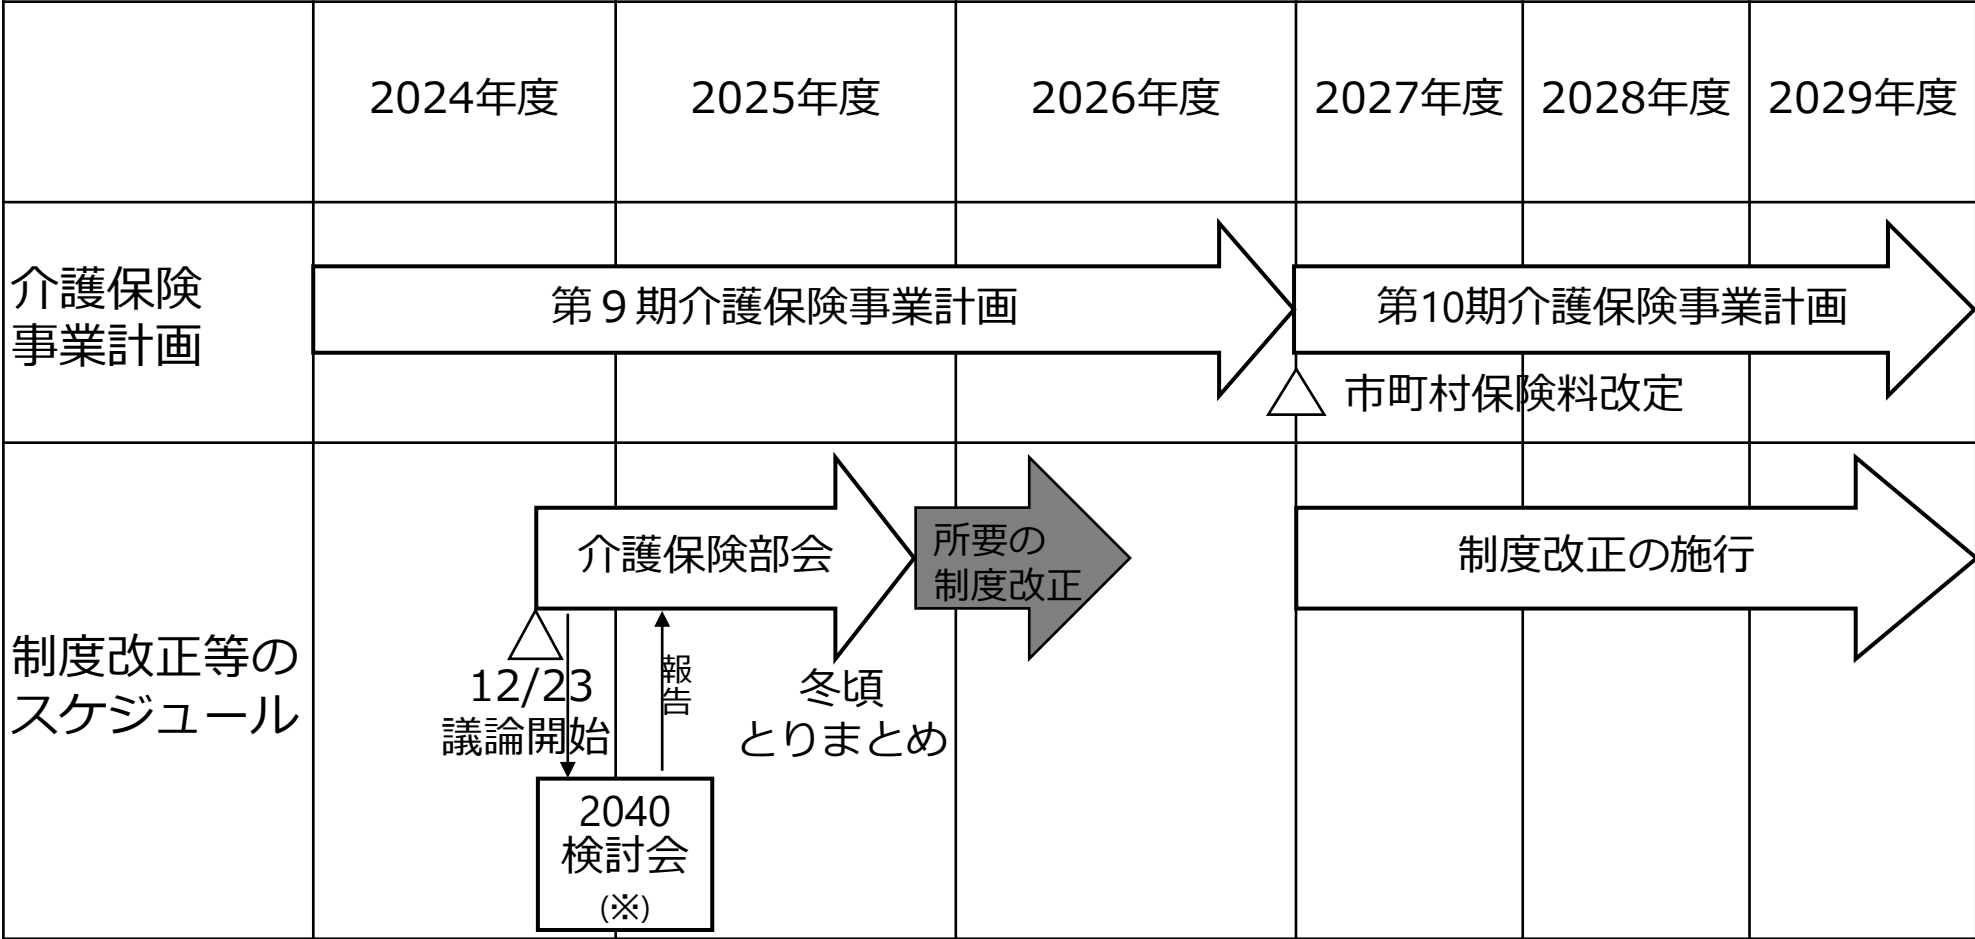 2024年度
2025年度
2026年度
2027年度
2028年度
2029年度
介護保険
事業計画
第９期介護保険事業計画
第10期介護保険事業計画
市町村保険料改定
制度改正等の
スケジュール
介護保険部会
所要の
制度改正
制度改正の施行
12/23
議論開始
報告
冬頃
とりまとめ
2040
検討会
(※)